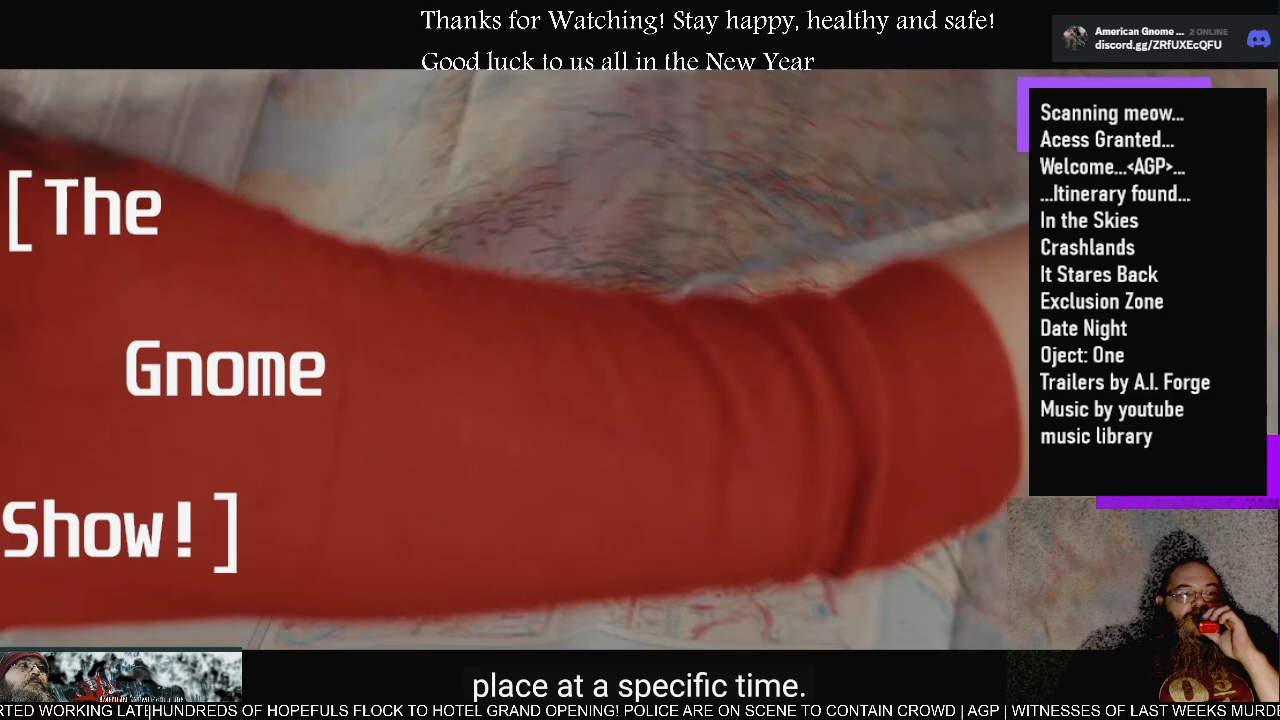 Thanks for Watching! Stay happy, healthy and safe!
Good luck to us all in the New Year
American Gnome ... 2 ONLINE
discord.gg/ZRfUXEcQFU
Scanning meow...
Acess Granted...
Welcome...<AGP>...
...Itinerary found...
In the Skies
Crashlands
It Stares Back
Exclusion Zone
Date Night
Oject: One
Trailers by A.I. Forge
Music by youtube
music library
[The
Gnome
Show!]
place at a specific time.
RTED WORKING LATE|HUNDREDS OF HOPEFULS FLOCK TO HOTEL GRAND OPENING! POLICE ARE ON SCENE TO CONTAIN CROWD | AGP | WITNESSES OF LAST WEEKS MURDE